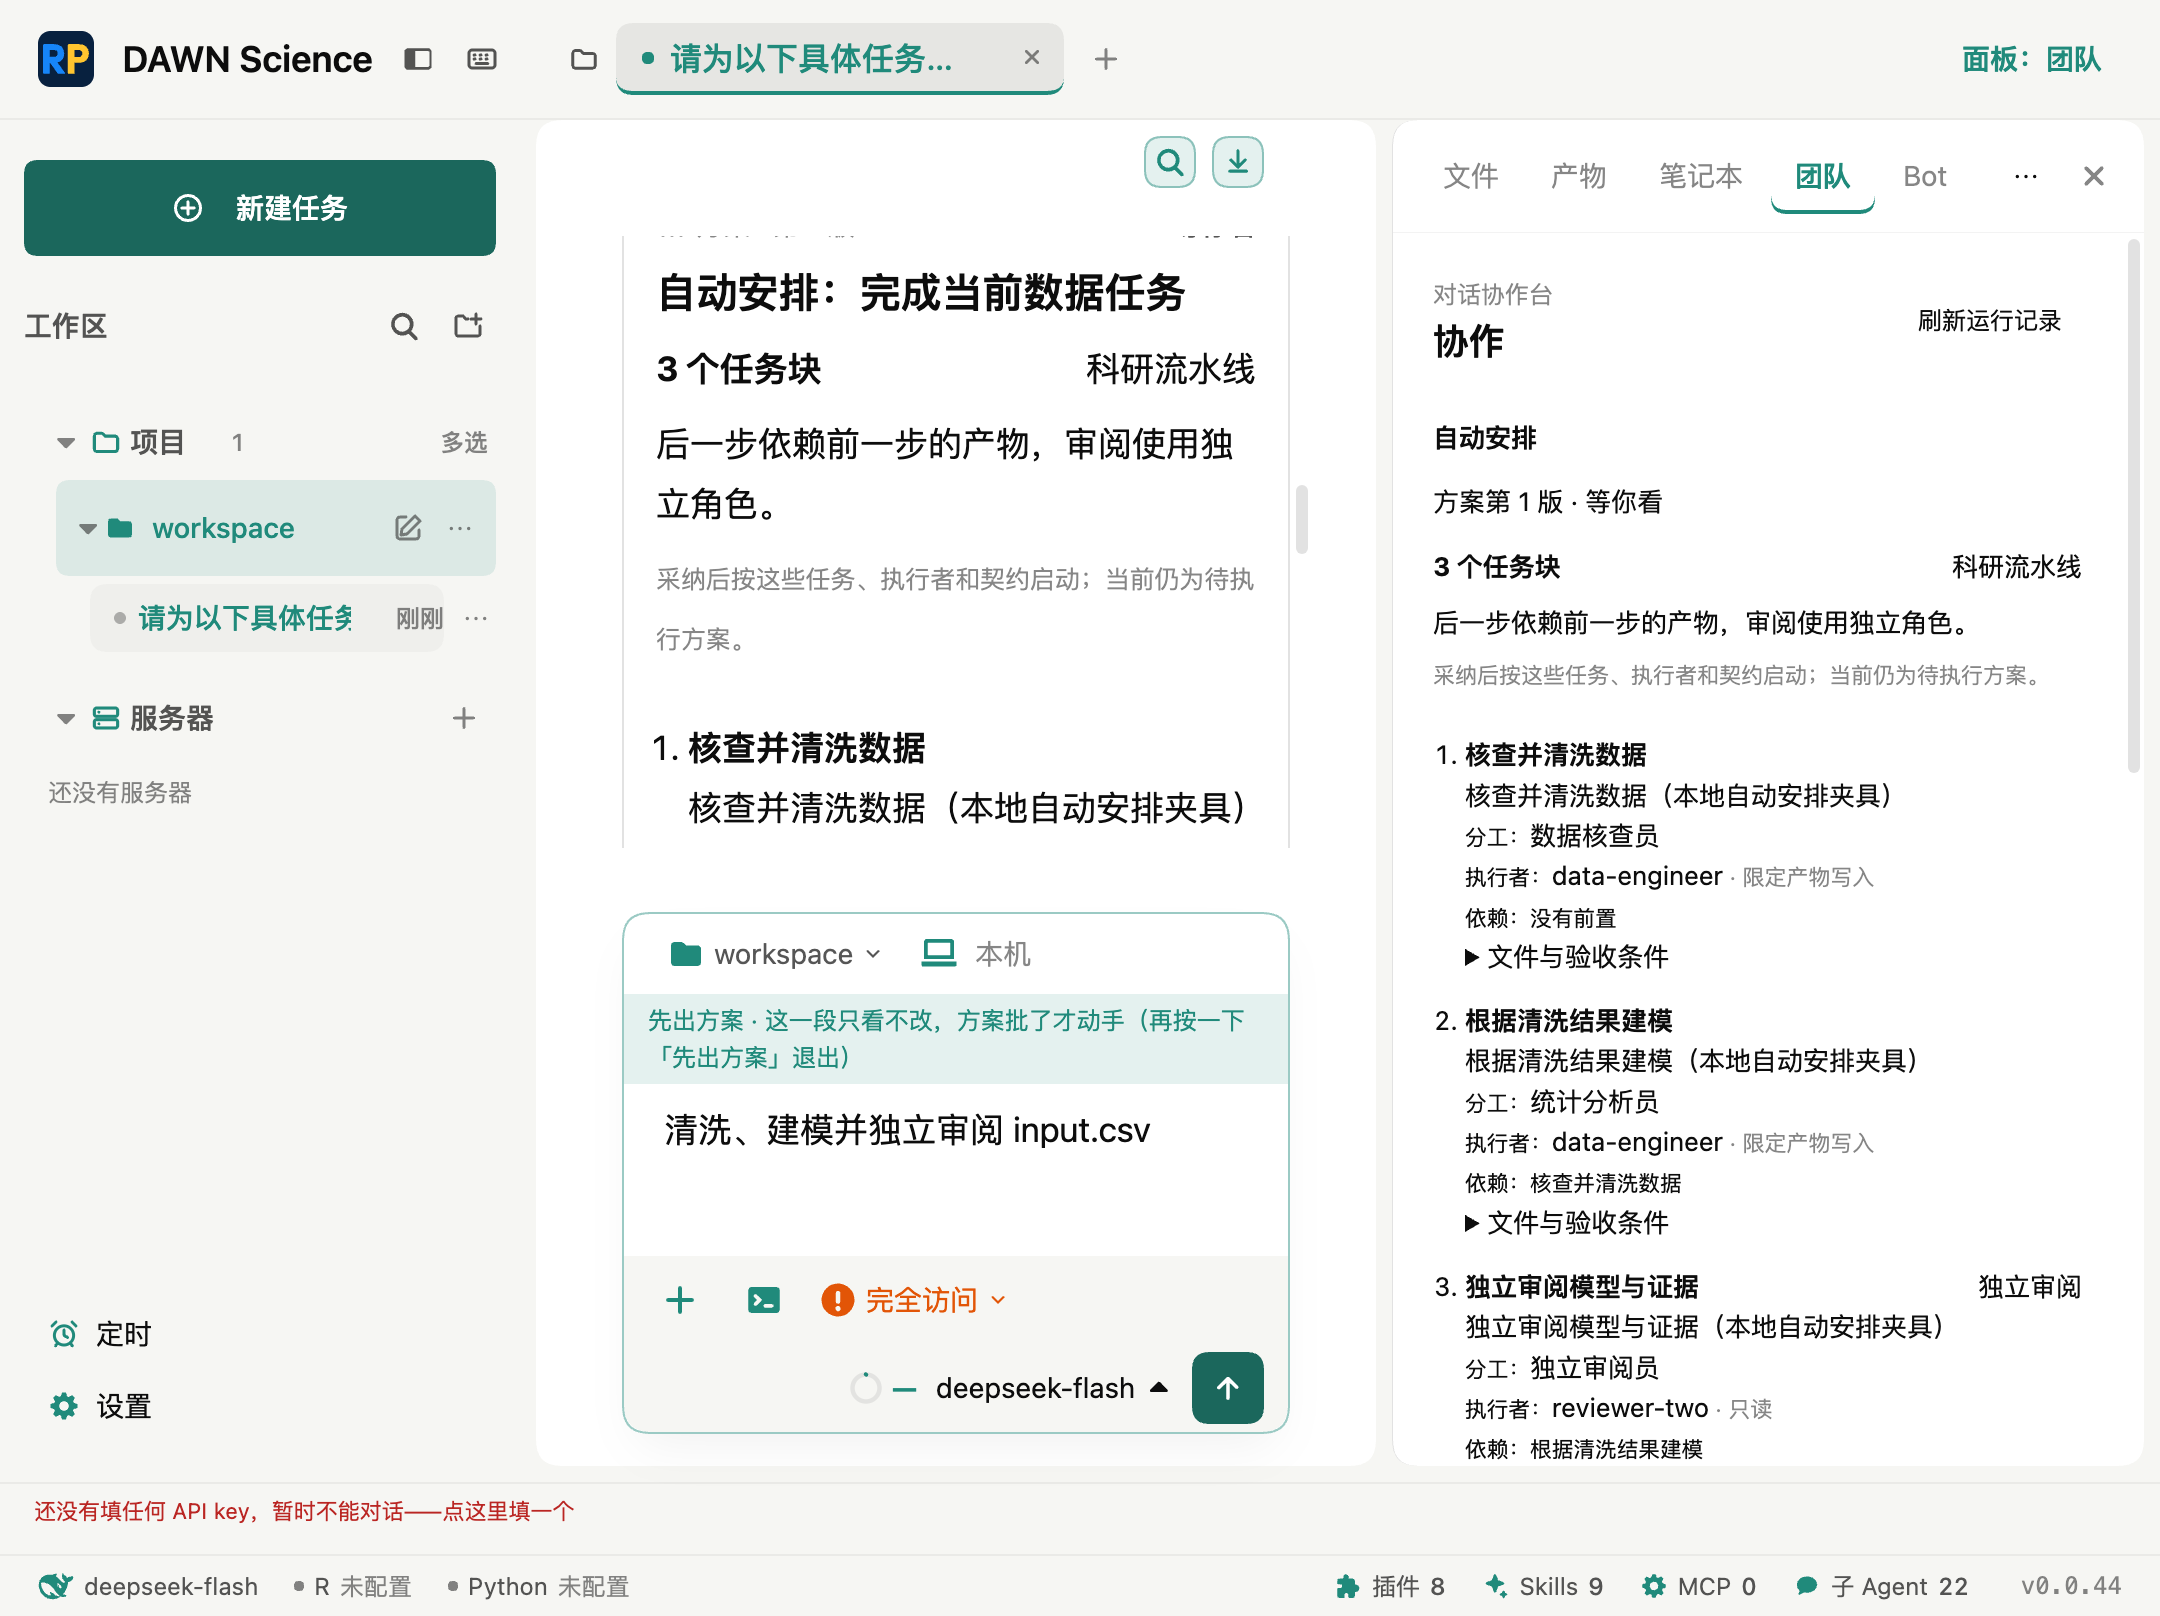 RP DAWN Science
请为以下具体任务...
面板：团队
新建任务
工作区
项目 1 多选
workspace
请为以下具体任务 刚刚
服务器
还没有服务器
定时
设置
自动安排：完成当前数据任务
3 个任务块 科研流水线
后一步依赖前一步的产物，审阅使用独
立角色。
采纳后按这些任务、执行者和契约启动；当前仍为待执
行方案。
1. 核查并清洗数据
核查并清洗数据（本地自动安排夹具）
workspace 本机
先出方案 · 这一段只看不改，方案批了才动手（再按一下
「先出方案」退出）
清洗、建模并独立审阅 input.csv
完全访问
deepseek-flash
文件 产物 笔记本 团队 Bot
对话协作台
协作
刷新运行记录
自动安排
方案第 1 版 · 等你看
3 个任务块 科研流水线
后一步依赖前一步的产物，审阅使用独立角色。
采纳后按这些任务、执行者和契约启动；当前仍为待执行方案。
1. 核查并清洗数据
核查并清洗数据（本地自动安排夹具）
分工：数据核查员
执行者：data-engineer · 限定产物写入
依赖：没有前置
文件与验收条件
2. 根据清洗结果建模
根据清洗结果建模（本地自动安排夹具）
分工：统计分析员
执行者：data-engineer · 限定产物写入
依赖：核查并清洗数据
文件与验收条件
3. 独立审阅模型与证据 独立审阅
独立审阅模型与证据（本地自动安排夹具）
分工：独立审阅员
执行者：reviewer-two · 只读
依赖：根据清洗结果建模
还没有填任何 API key，暂时不能对话——点这里填一个
deepseek-flash R 未配置 Python 未配置
插件 8 Skills 9 MCP 0 子 Agent 22 v0.0.44